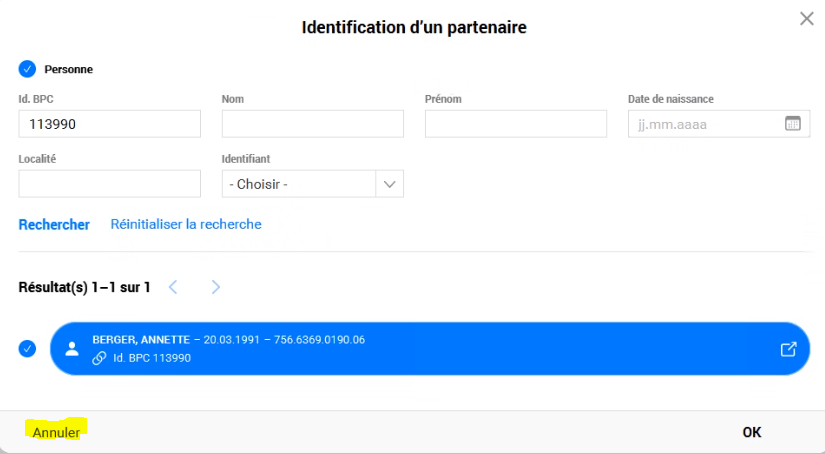 Identification d'un partenaire
Personne
Id. BPC
Nom
Prénom
Date de naissance
113990
jj.mm.aaaa
Localité
Identifiant
- Choisir -
Rechercher
Réinitialiser la recherche
Résultat(s) 1–1 sur 1
BERGER, ANNETTE – 20.03.1991 – 756.6369.0190.06
Id. BPC 113990
Annuler
OK